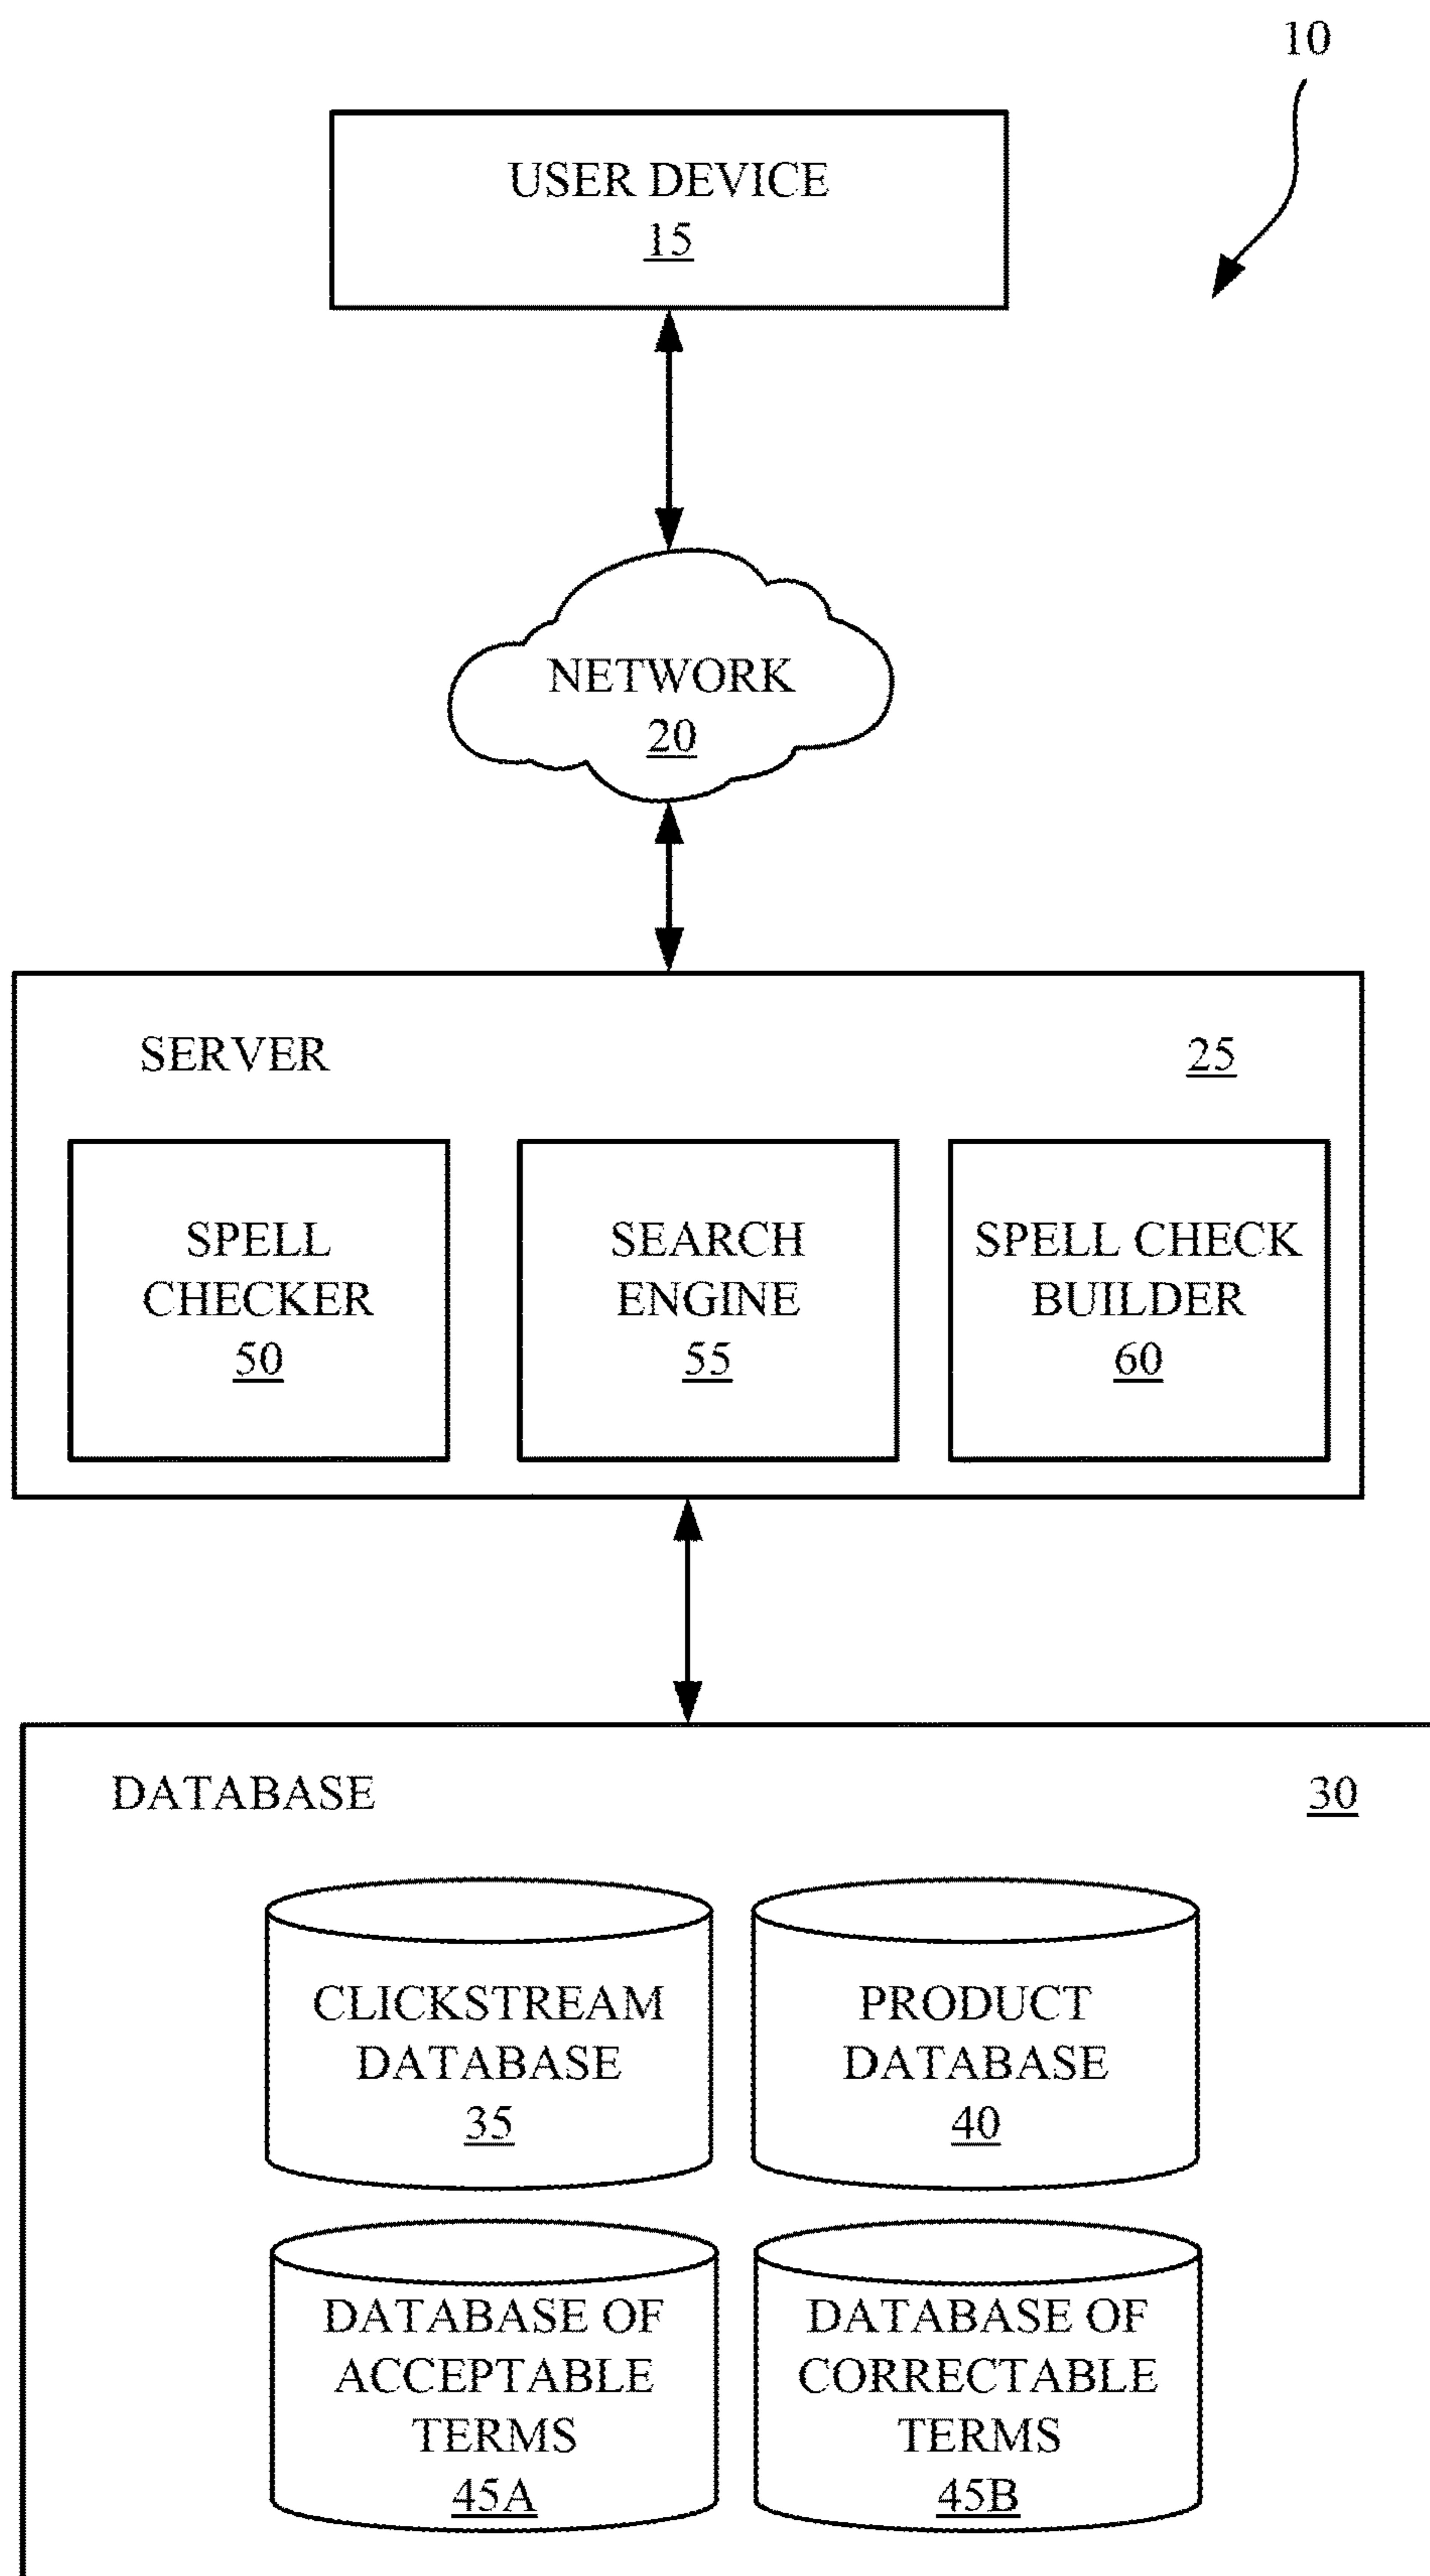 10
USER DEVICE
15
NETWORK
20
SERVER
25
SPELL
CHECKER
50
SEARCH
ENGINE
55
SPELL CHECK
BUILDER
60
DATABASE
30
CLICKSTREAM
DATABASE
35
PRODUCT
DATABASE
40
DATABASE OF
ACCEPTABLE
TERMS
45A
DATABASE OF
CORRECTABLE
TERMS
45B